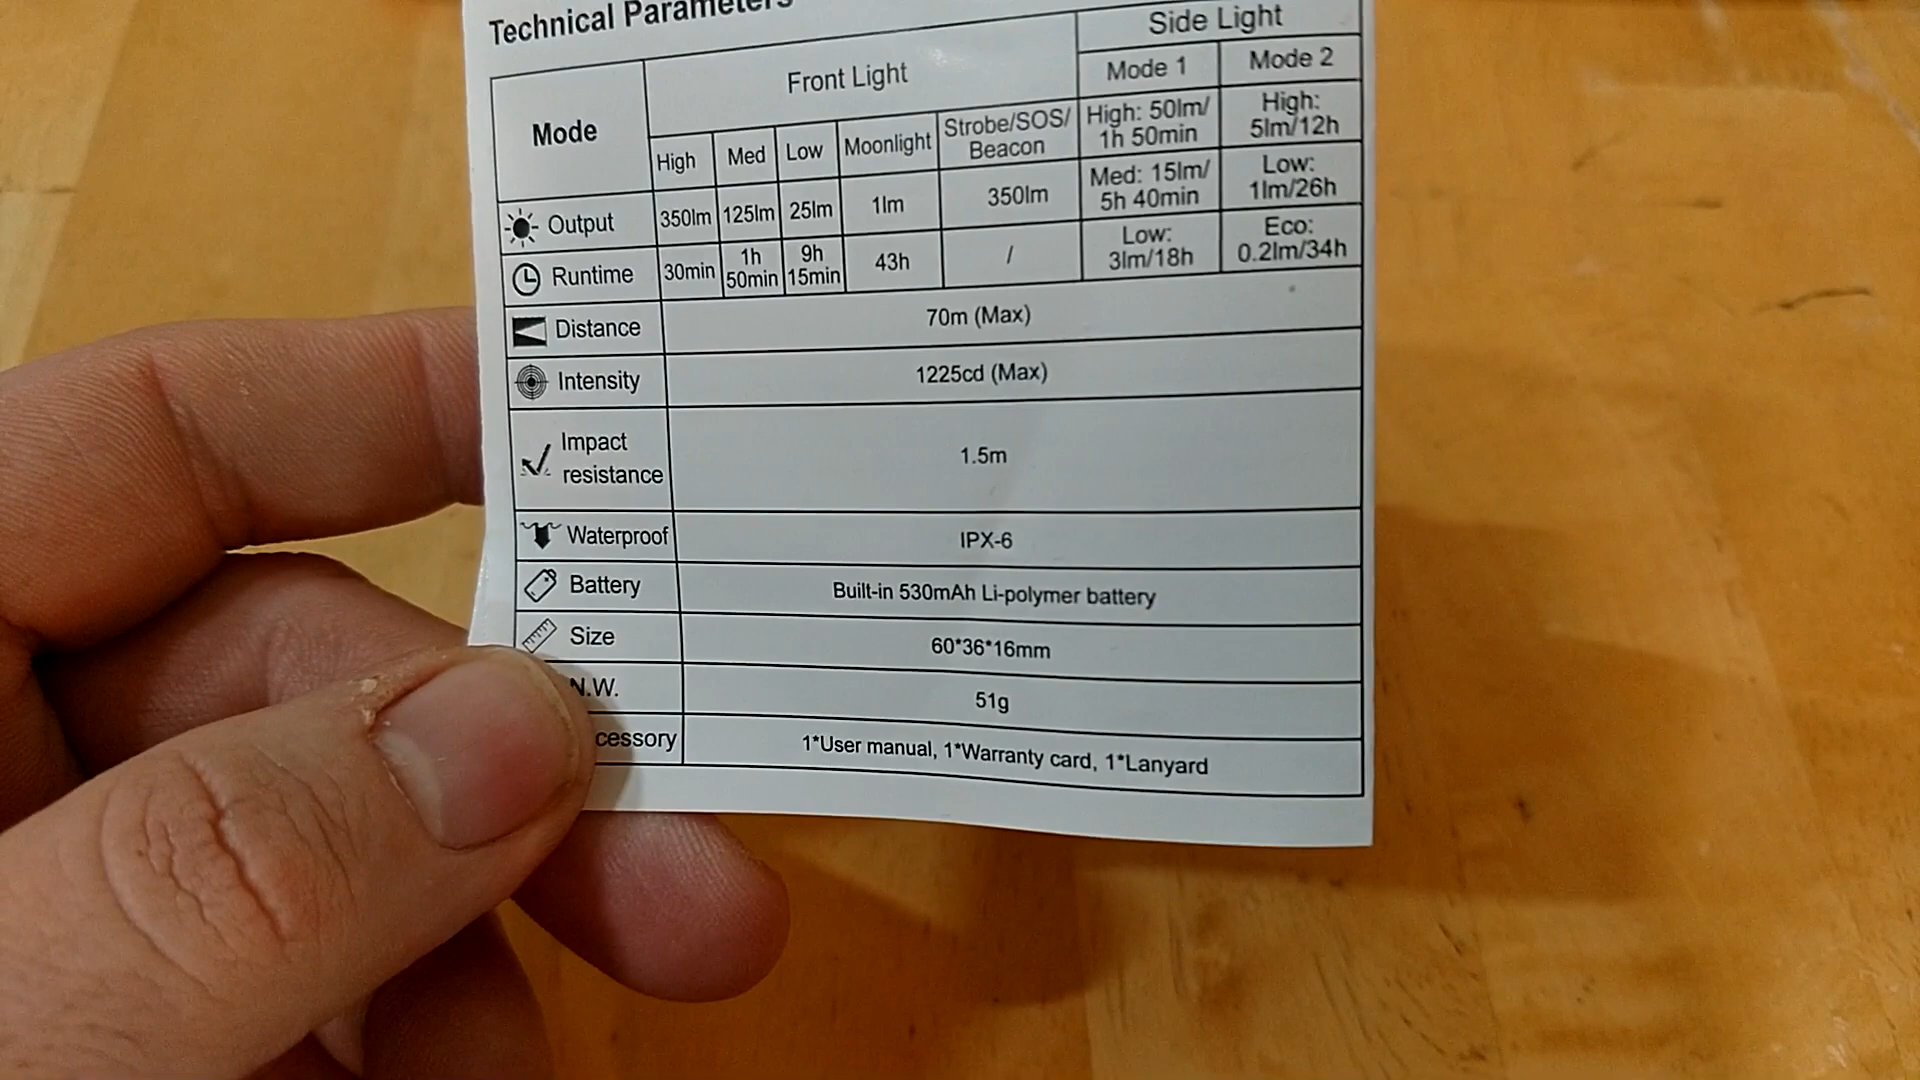 Technical Parameters
Mode
Front Light
Side Light
High
Med
Low
Moonlight
Strobe/SOS/
Beacon
Mode 1
Mode 2
Output
350lm
125lm
25lm
1lm
350lm
Runtime
30min
1h
50min
9h
15min
43h
/
High: 50lm/
1h 50min
Med: 15lm/
5h 40min
Low:
3lm/18h
High:
5lm/12h
Low:
1lm/26h
Eco:
0.2lm/34h
Distance
70m (Max)
Intensity
1225cd (Max)
Impact
resistance
1.5m
Waterproof
IPX-6
Battery
Built-in 530mAh Li-polymer battery
Size
60*36*16mm
N.W.
51g
cessory
1*User manual, 1*Warranty card, 1*Lanyard